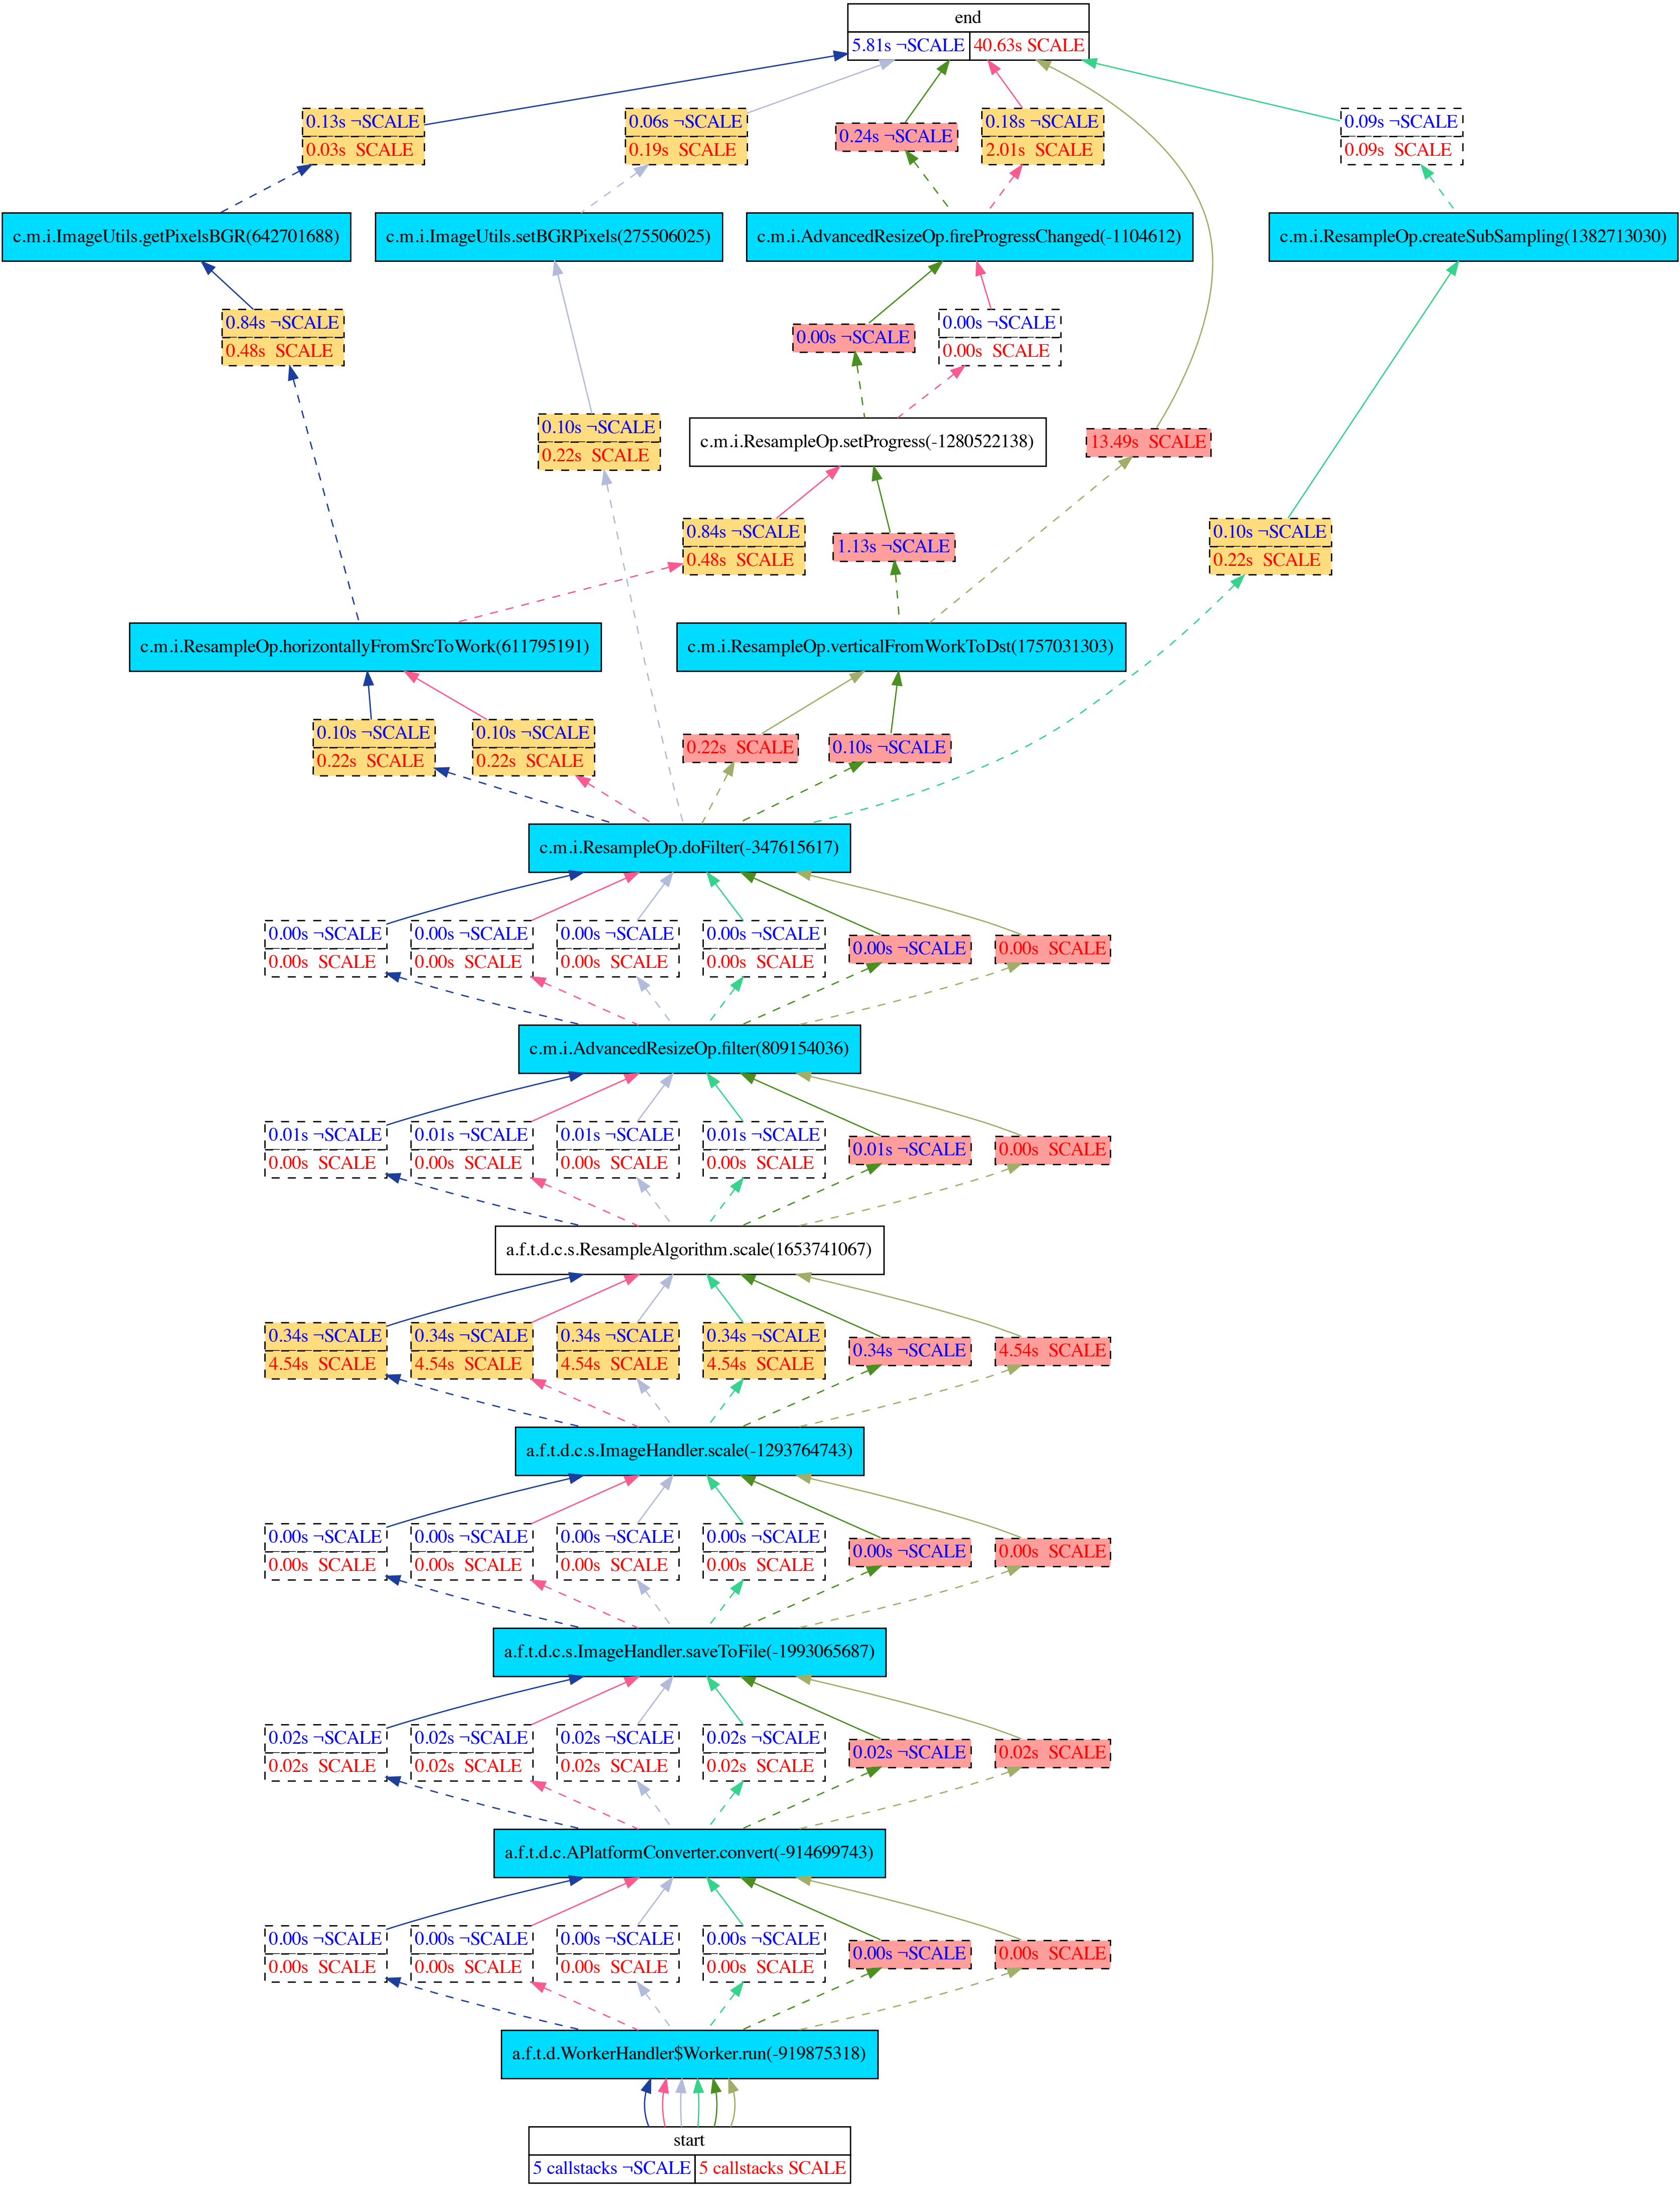 end
5.81s ¬SCALE 40.63s SCALE
0.13s ¬SCALE
0.03s SCALE
0.06s ¬SCALE
0.19s SCALE
0.24s ¬SCALE
0.18s ¬SCALE
2.01s SCALE
0.09s ¬SCALE
0.09s SCALE
c.m.i.ImageUtils.getPixelsBGR(642701688)
c.m.i.ImageUtils.setBGRPixels(275506025)
c.m.i.AdvancedResizeOp.fireProgressChanged(-1104612)
c.m.i.ResampleOp.createSubSampling(1382713030)
0.84s ¬SCALE
0.48s SCALE
0.00s ¬SCALE
0.00s ¬SCALE
0.00s SCALE
0.10s ¬SCALE
0.22s SCALE
c.m.i.ResampleOp.setProgress(-1280522138)
13.49s SCALE
0.84s ¬SCALE
0.48s SCALE
1.13s ¬SCALE
0.10s ¬SCALE
0.22s SCALE
c.m.i.ResampleOp.horizontallyFromSrcToWork(611795191)
c.m.i.ResampleOp.verticalFromWorkToDst(1757031303)
0.10s ¬SCALE
0.22s SCALE
0.10s ¬SCALE
0.22s SCALE
0.22s SCALE
0.10s ¬SCALE
c.m.i.ResampleOp.doFilter(-347615617)
0.00s ¬SCALE
0.00s SCALE
0.00s ¬SCALE
0.00s SCALE
0.00s ¬SCALE
0.00s SCALE
0.00s ¬SCALE
0.00s SCALE
0.00s ¬SCALE
0.00s SCALE
c.m.i.AdvancedResizeOp.filter(809154036)
0.01s ¬SCALE
0.00s SCALE
0.01s ¬SCALE
0.00s SCALE
0.01s ¬SCALE
0.00s SCALE
0.01s ¬SCALE
0.00s SCALE
0.01s ¬SCALE
0.00s SCALE
a.f.t.d.c.s.ResampleAlgorithm.scale(1653741067)
0.34s ¬SCALE
4.54s SCALE
0.34s ¬SCALE
4.54s SCALE
0.34s ¬SCALE
4.54s SCALE
0.34s ¬SCALE
4.54s SCALE
0.34s ¬SCALE
4.54s SCALE
a.f.t.d.c.s.ImageHandler.scale(-1293764743)
0.00s ¬SCALE
0.00s SCALE
0.00s ¬SCALE
0.00s SCALE
0.00s ¬SCALE
0.00s SCALE
0.00s ¬SCALE
0.00s SCALE
0.00s ¬SCALE
0.00s SCALE
a.f.t.d.c.s.ImageHandler.saveToFile(-1993065687)
0.02s ¬SCALE
0.02s SCALE
0.02s ¬SCALE
0.02s SCALE
0.02s ¬SCALE
0.02s SCALE
0.02s ¬SCALE
0.02s SCALE
0.02s ¬SCALE
0.02s SCALE
a.f.t.d.c.APlatformConverter.convert(-914699743)
0.00s ¬SCALE
0.00s SCALE
0.00s ¬SCALE
0.00s SCALE
0.00s ¬SCALE
0.00s SCALE
0.00s ¬SCALE
0.00s SCALE
0.00s ¬SCALE
0.00s SCALE
a.f.t.d.WorkerHandler$Worker.run(-919875318)
start
5 callstacks ¬SCALE 5 callstacks SCALE